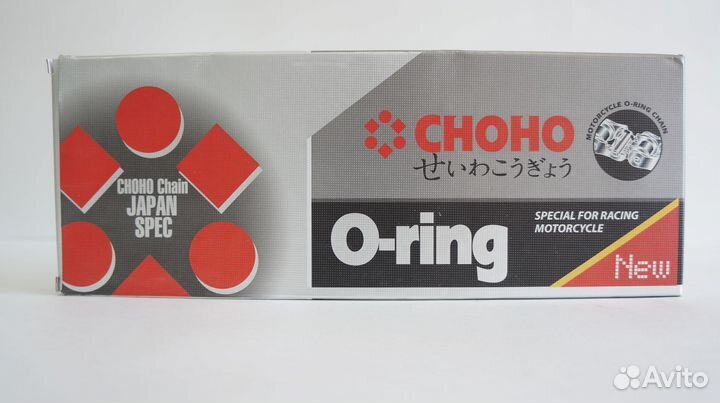 CHOHO Chain
JAPAN
SPEC
CHOHO
せいわこうぎょう
MOTORCYCLE O-RING CHAIN
O-ring
SPECIAL FOR RACING
MOTORCYCLE
New
Avito